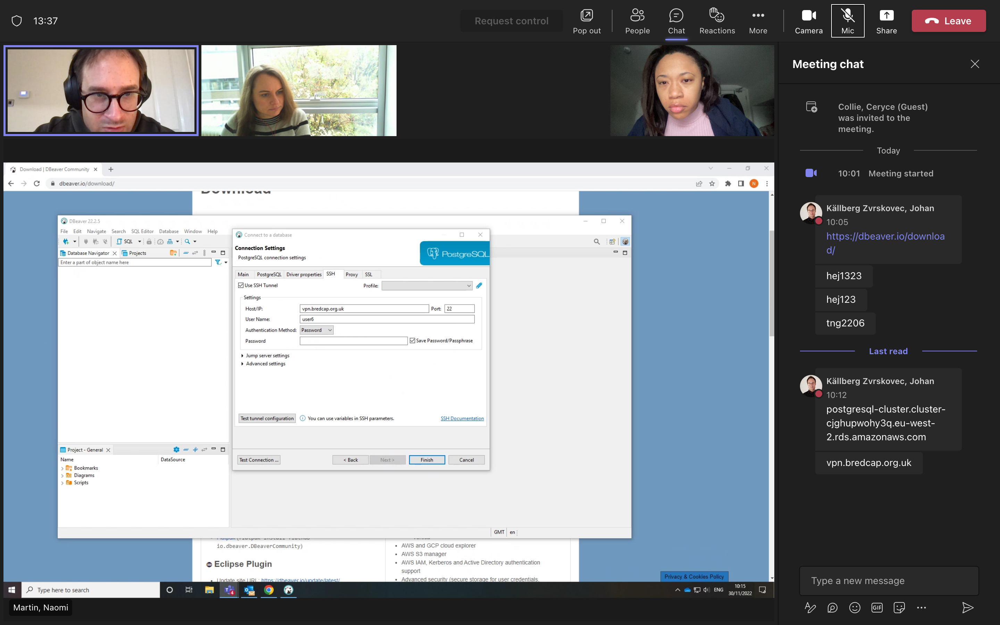 13:37
Request control
Pop out
People
Chat
Reactions
More
Camera
Mic
Share
Leave
Meeting chat
Collie, Ceryce (Guest)
was invited to the
meeting.
Today
10:01 Meeting started
Källberg Zvrskovec, Johan
10:05
https://dbeaver.io/downloa
d/
hej1323
hej123
tng2206
Last read
Källberg Zvrskovec, Johan
10:12
postgresql-cluster.cluster-
cjghupwohy3q.eu-west-
2.rds.amazonaws.com
vpn.bredcap.org.uk
Type a new message
GIF
Download | DBeaver Community
dbeaver.io/download/
N
Download
DBeaver 22.2.5
File Edit Navigate Search SQL Editor Database Window Help
SQL
Database Navigator Projects
Enter a part of object name here
Connect to a database
Connection Settings
PostgreSQL connection settings
PostgreSQL
Main PostgreSQL Driver properties SSH Proxy SSL
Use SSH Tunnel Profile:
Settings
Host/IP: vpn.bredcap.org.uk Port: 22
User Name: user6
Authentication Method: Password
Password Save Password/Passphrase
Jump server settings
Advanced settings
Test tunnel configuration You can use variables in SSH parameters. SSH Documentation
Test Connection ... < Back Next > Finish Cancel
Project - General
Name DataSource
Bookmarks
Diagrams
Scripts
GMT en
io.dbeaver.DBeaverCommunity)
Eclipse Plugin
Update site URL: https://dbeaver.io/update/latest/
AWS and GCP cloud explorer
AWS S3 manager
AWS IAM, Kerberos and Active Directory authentication
support
Advanced security (secure storage for user credentials,
Privacy & Cookies Policy
Type here to search
4
ENG
10:15
30/11/2022
Martin, Naomi